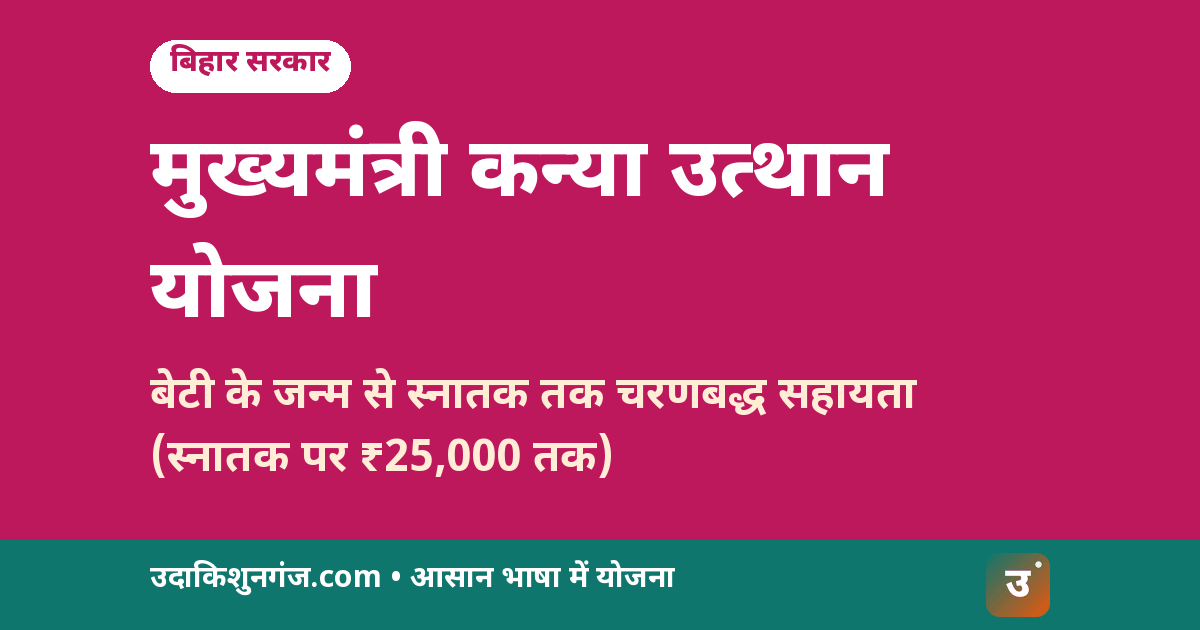 बिहार सरकार
मुख्यमंत्री कन्या उत्थान
योजना
बेटी के जन्म से स्नातक तक चरणबद्ध सहायता
(स्नातक पर ₹25,000 तक)
उदाकिशुनगंज.com • आसान भाषा में योजना
उ